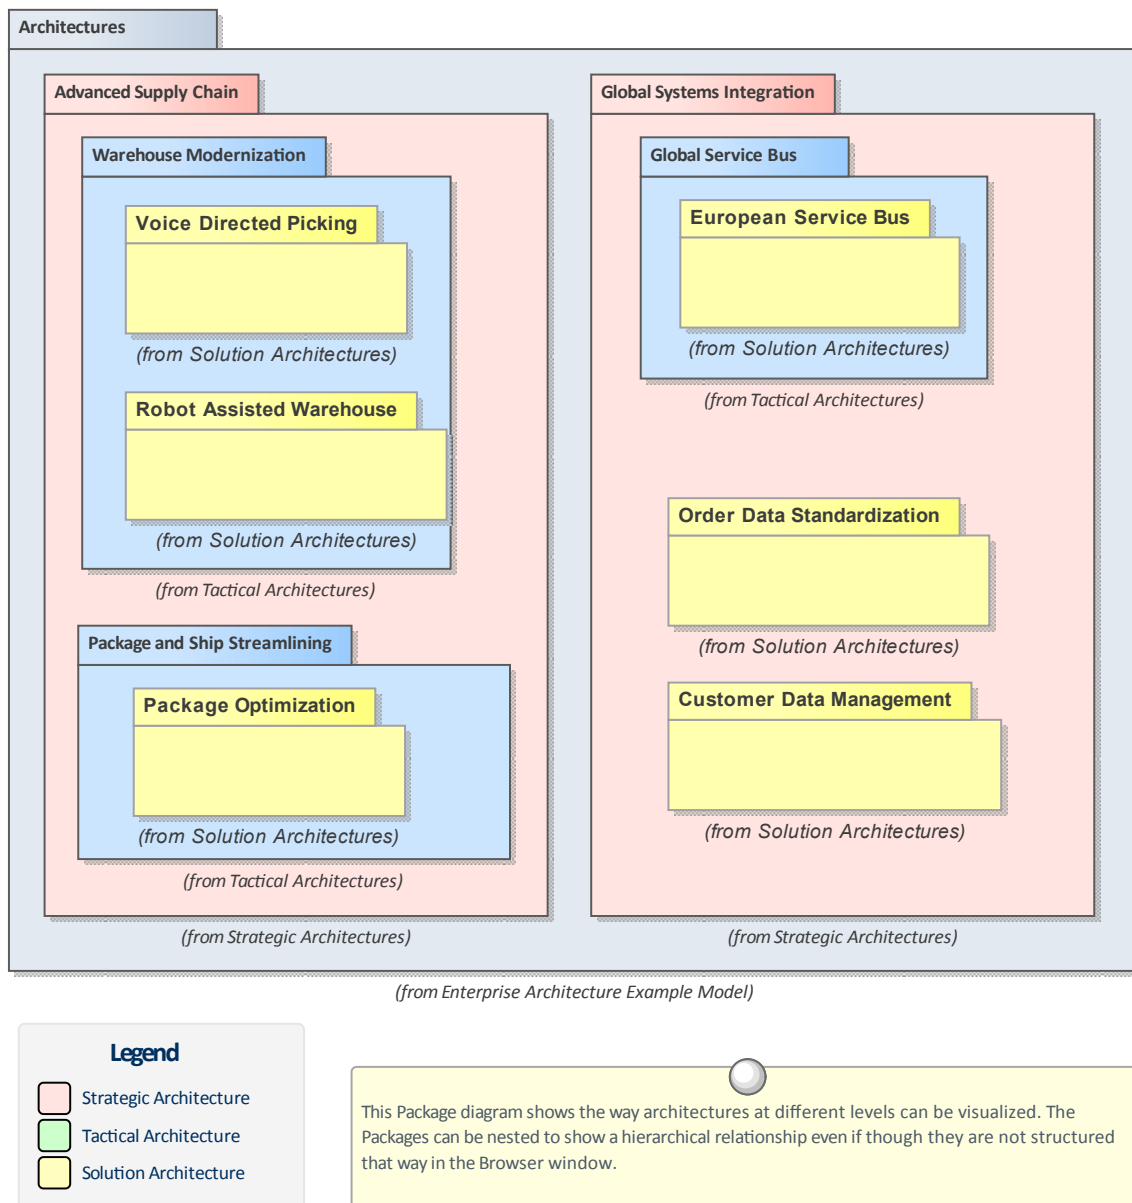 Architectures
Advanced Supply Chain
Warehouse Modernization
Voice Directed Picking
(from Solution Architectures)
Robot Assisted Warehouse
(from Solution Architectures)
(from Tactical Architectures)
Package and Ship Streamlining
Package Optimization
(from Solution Architectures)
(from Tactical Architectures)
(from Strategic Architectures)
Global Systems Integration
Global Service Bus
European Service Bus
(from Solution Architectures)
(from Tactical Architectures)
Order Data Standardization
(from Solution Architectures)
Customer Data Management
(from Solution Architectures)
(from Strategic Architectures)
(from Enterprise Architecture Example Model)
Legend
Strategic Architecture
Tactical Architecture
Solution Architecture
This Package diagram shows the way architectures at different levels can be visualized. The
Packages can be nested to show a hierarchical relationship even if though they are not structured
that way in the Browser window.